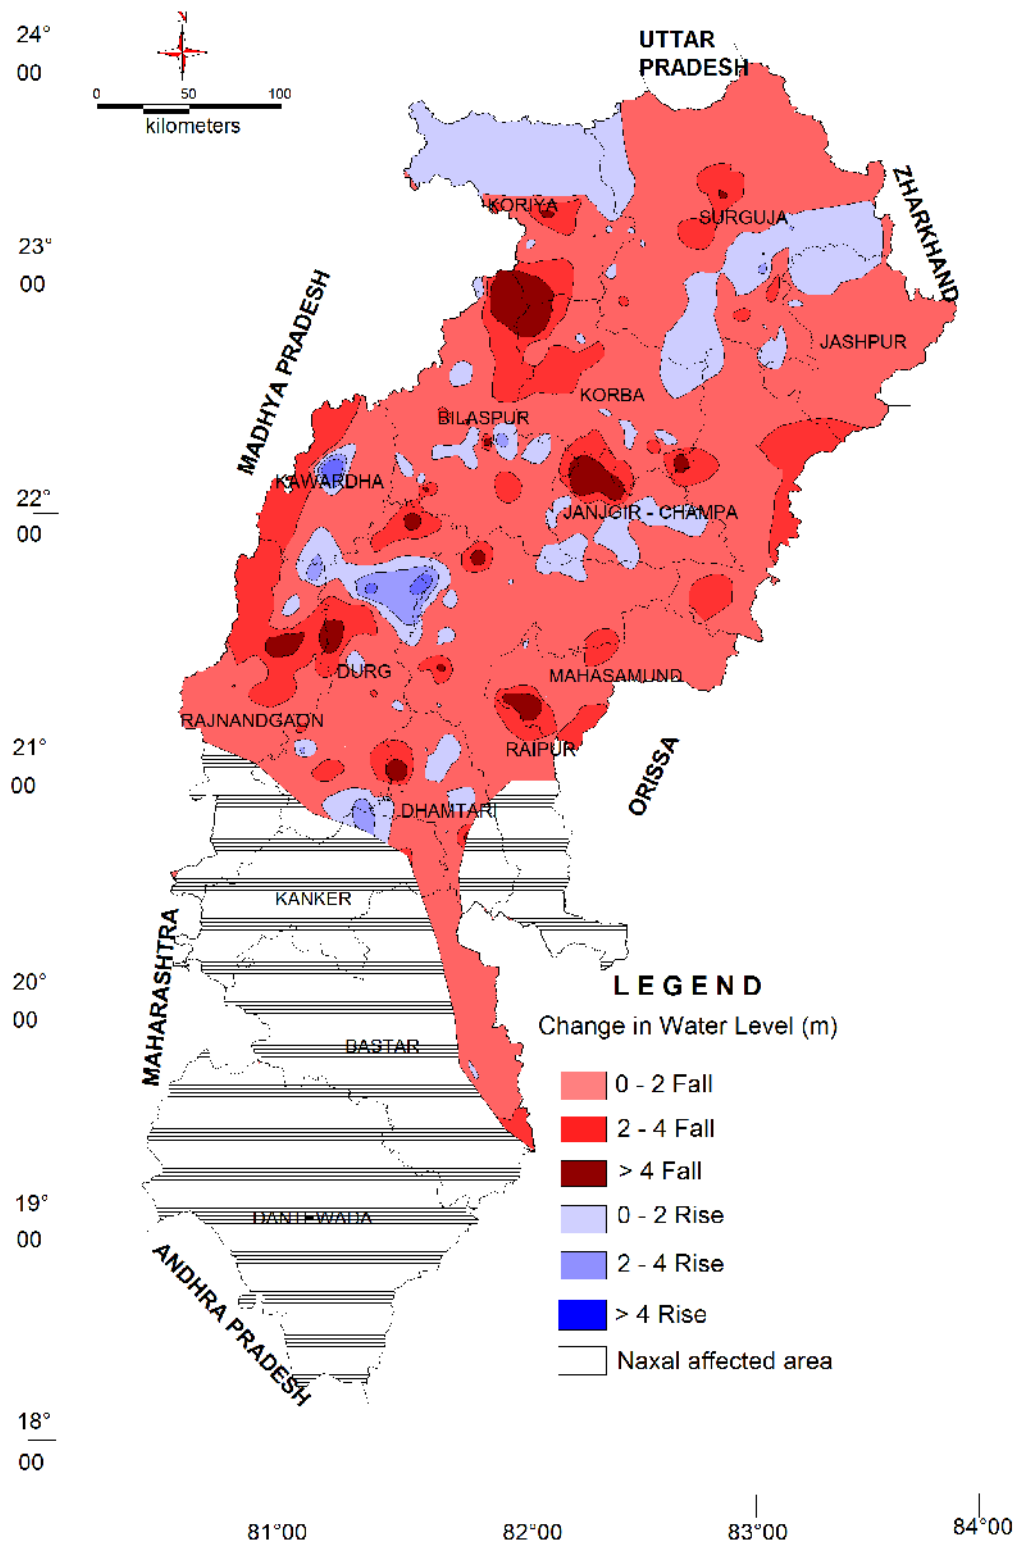 N
24°
00
0 50 100
kilometers
UTTAR
PRADESH
ZHARKHAND
KORIYA
SURGUJA
23°
00
MADHYA PRADESH
JASHPUR
KORBA
BILASPUR
KAWARDHA
22°
00
JANJGIR - CHAMPA
DURG
MAHASAMUND
RAJNANDGAON
RAIPUR
21°
00
ORISSA
DHAMTARI
KANKER
MAHARASHTRA
20°
00
LEGEND
Change in Water Level (m)
BASTAR
0 - 2 Fall
2 - 4 Fall
> 4 Fall
19°
00
DANTEWADA
0 - 2 Rise
2 - 4 Rise
> 4 Rise
Naxal affected area
ANDHRA PRADESH
18°
00
81°00 82°00 83°00 84°00